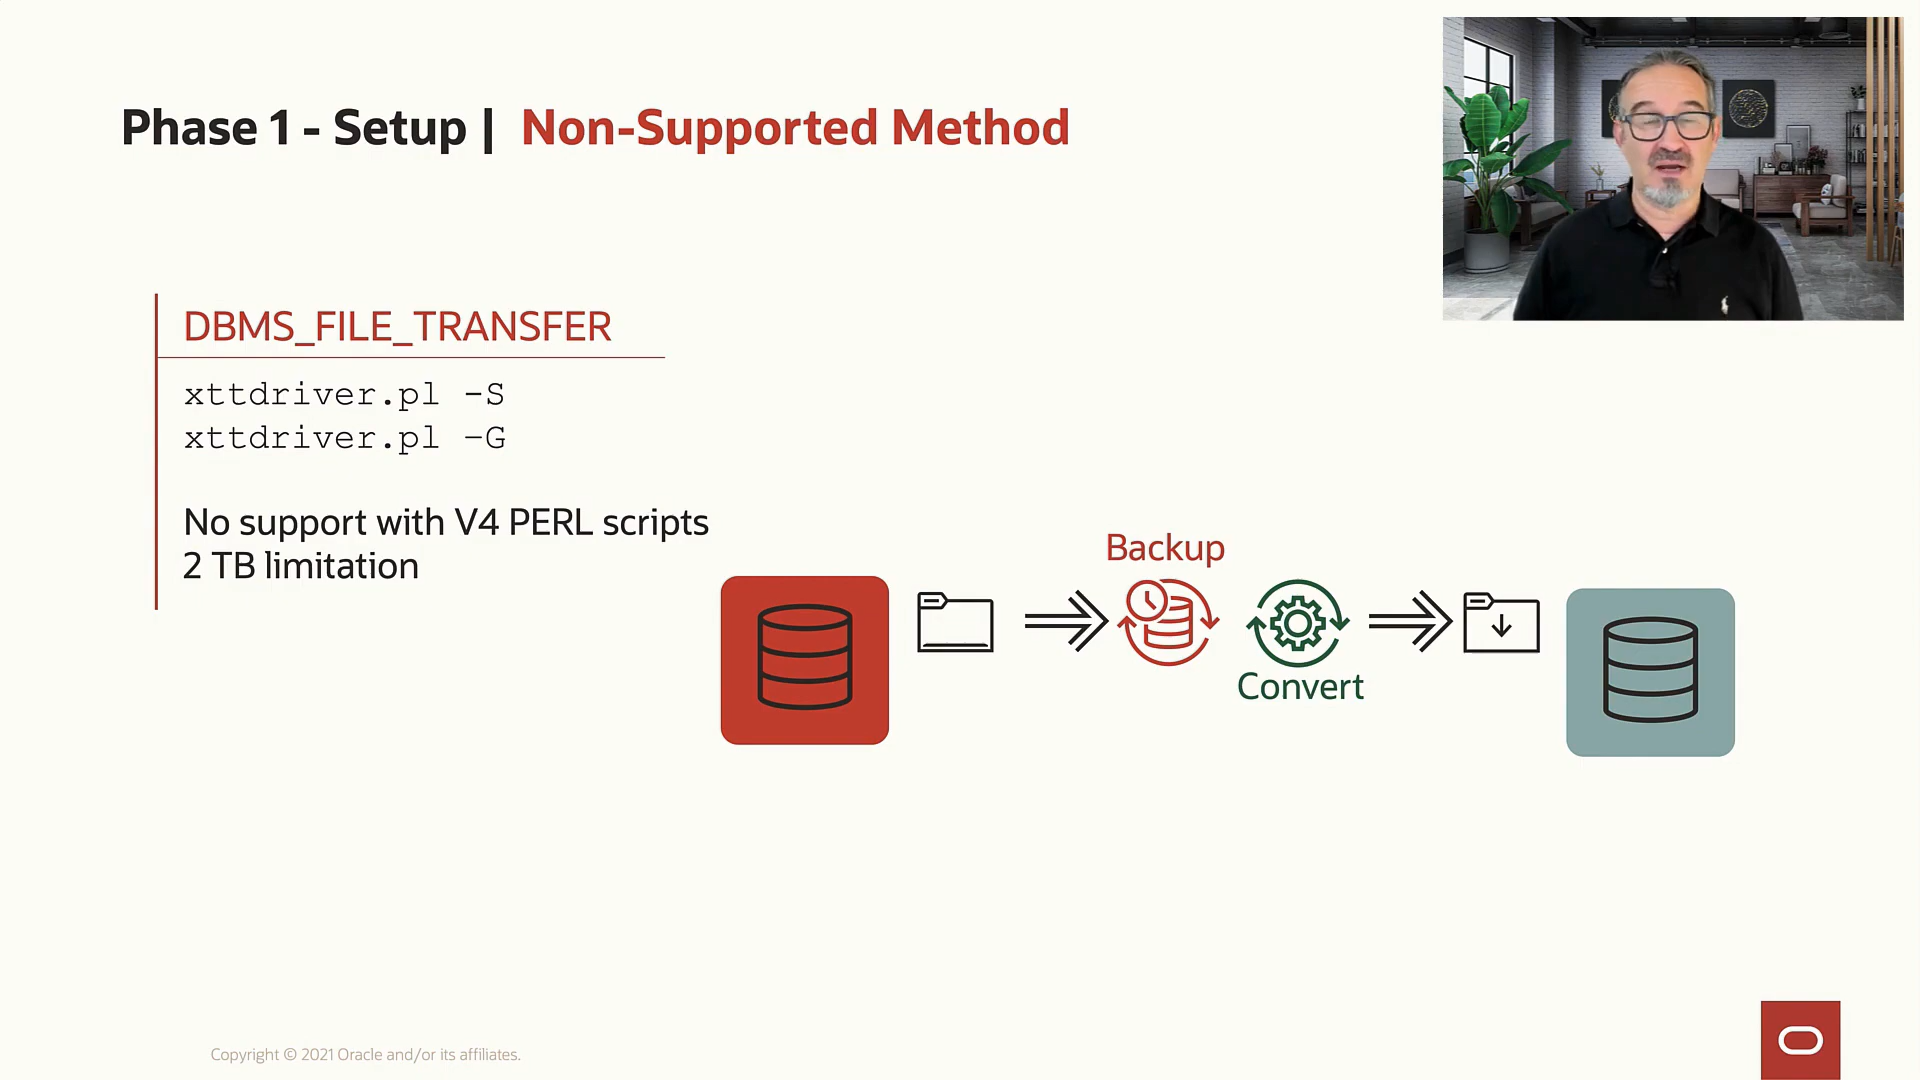 Phase 1 - Setup | Non-Supported Method
DBMS_FILE_TRANSFER
xttdriver.pl -S
xttdriver.pl –G
No support with V4 PERL scripts
2 TB limitation
Backup
Convert
Copyright © 2021 Oracle and/or its affiliates.